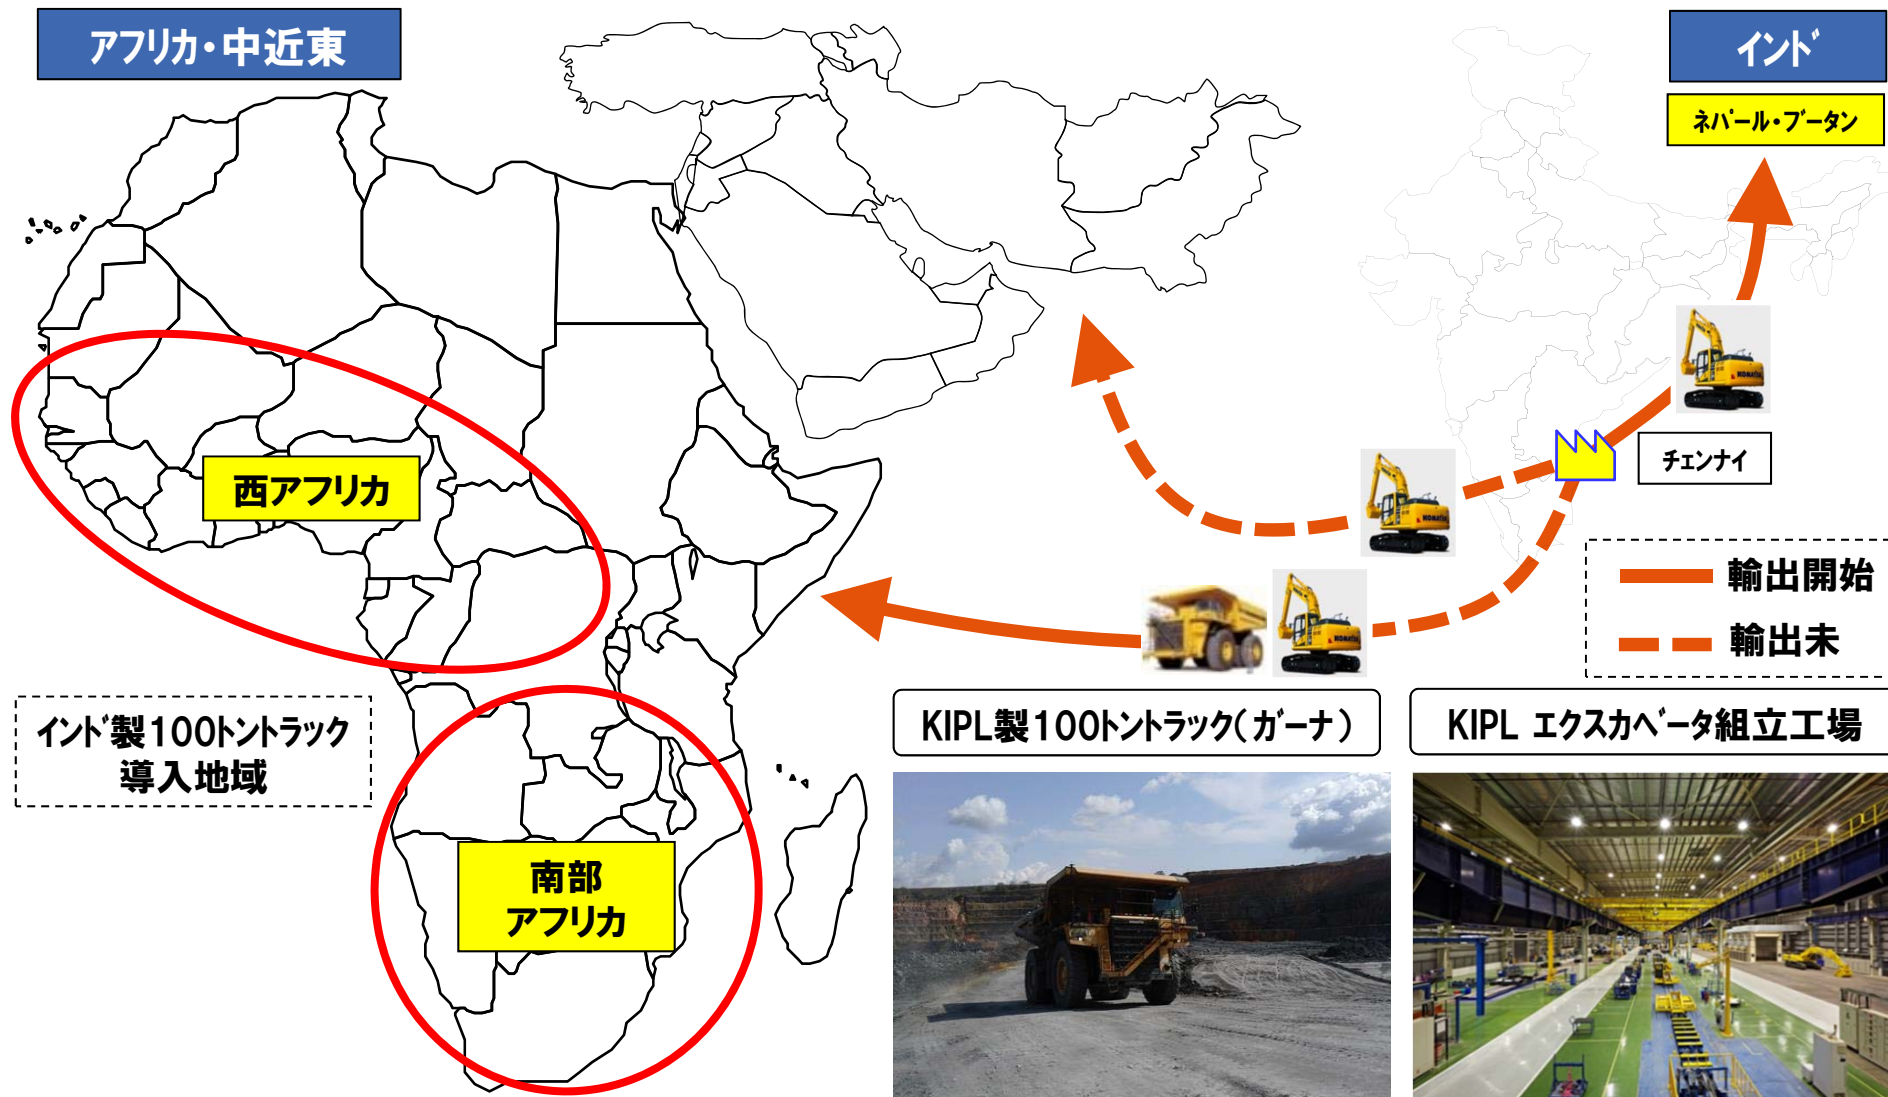 アフリカ・中近東
インド
ネパール・ブータン
チェンナイ
西アフリカ
輸出開始
輸出未
インド製100トントラック
導入地域
南部
アフリカ
KIPL製100トントラック(ガーナ)
KIPL エクスカベータ組立工場
KOMATSU
KOMATSU
KOMATSU